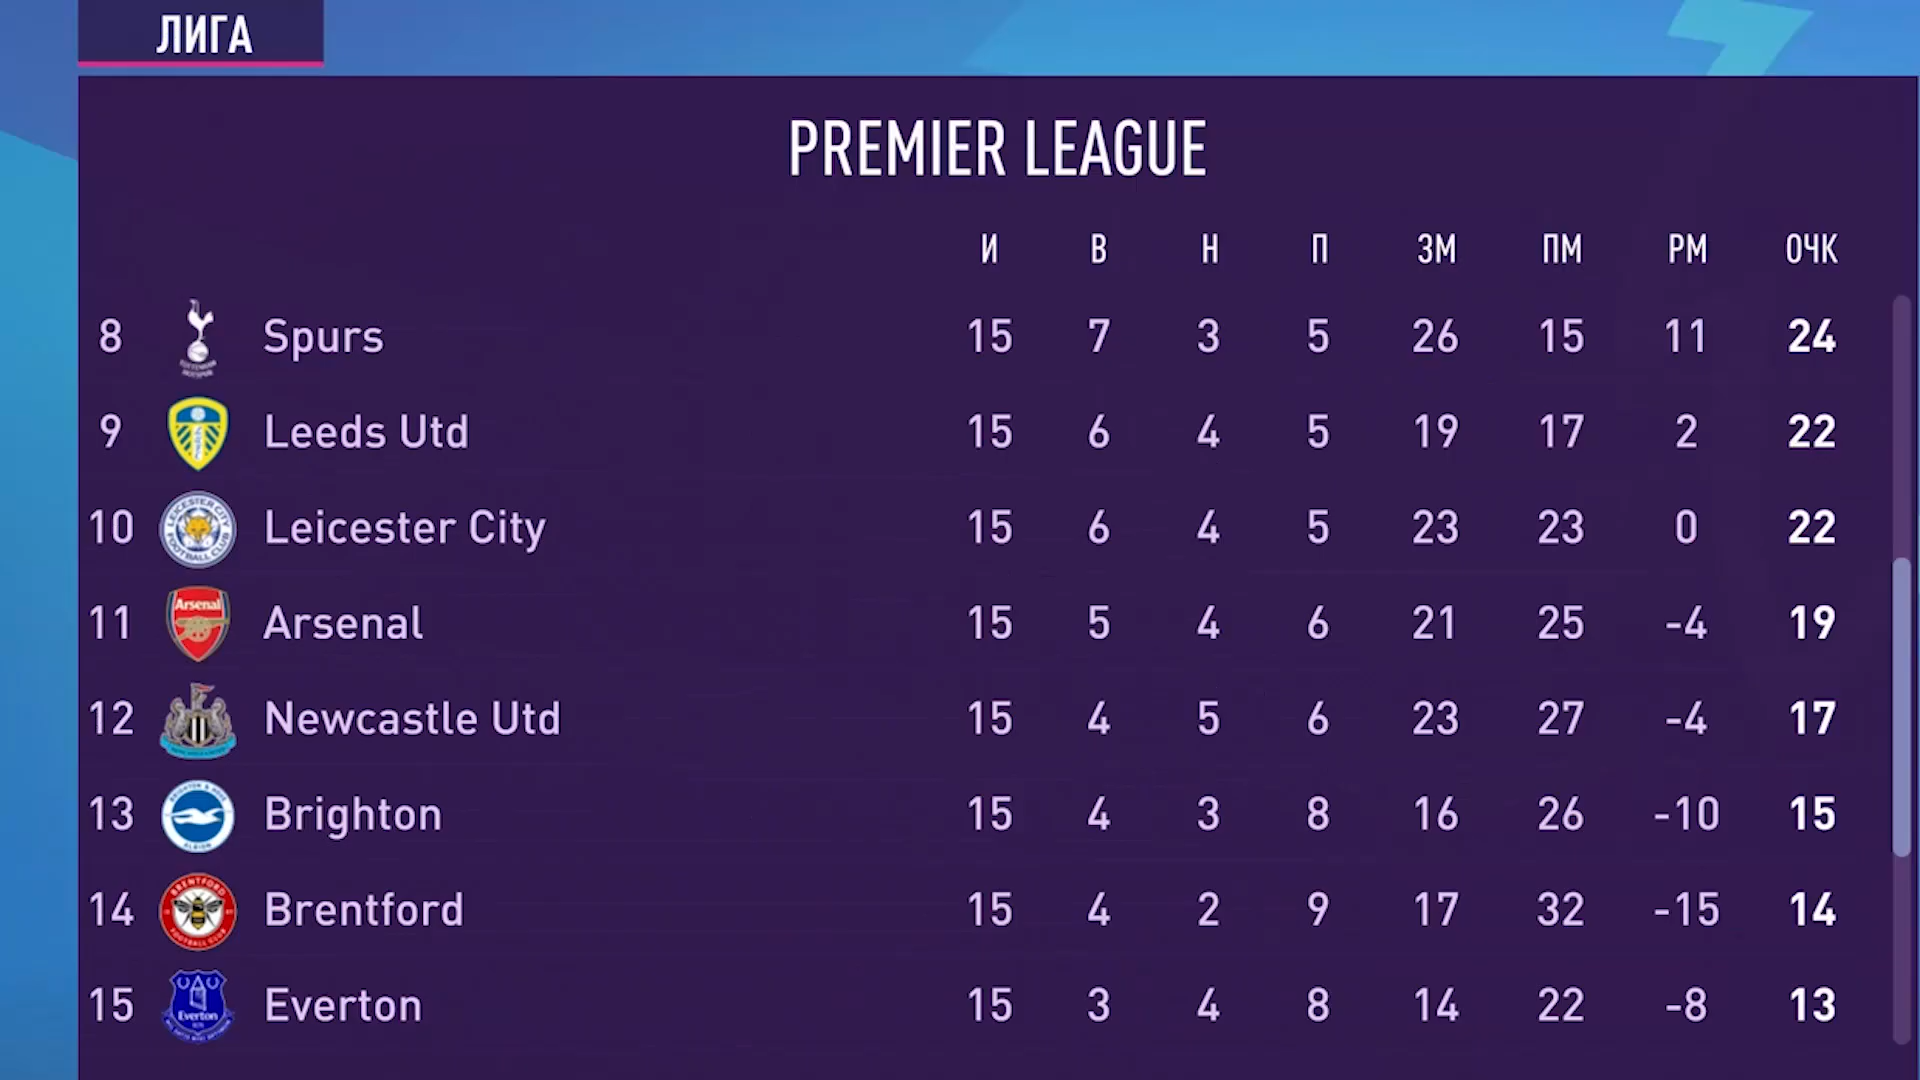 ЛИГА
PREMIER LEAGUE
И В Н П ЗМ ПМ РМ ОЧК
8 Spurs 15 7 3 5 26 15 11 24
9 Leeds Utd 15 6 4 5 19 17 2 22
10 Leicester City 15 6 4 5 23 23 0 22
11 Arsenal Arsenal 15 5 4 6 21 25 -4 19
12 Newcastle Utd 15 4 5 6 23 27 -4 17
13 Brighton 15 4 3 8 16 26 -10 15
14 Brentford 15 4 2 9 17 32 -15 14
15 Everton Everton 15 3 4 8 14 22 -8 13